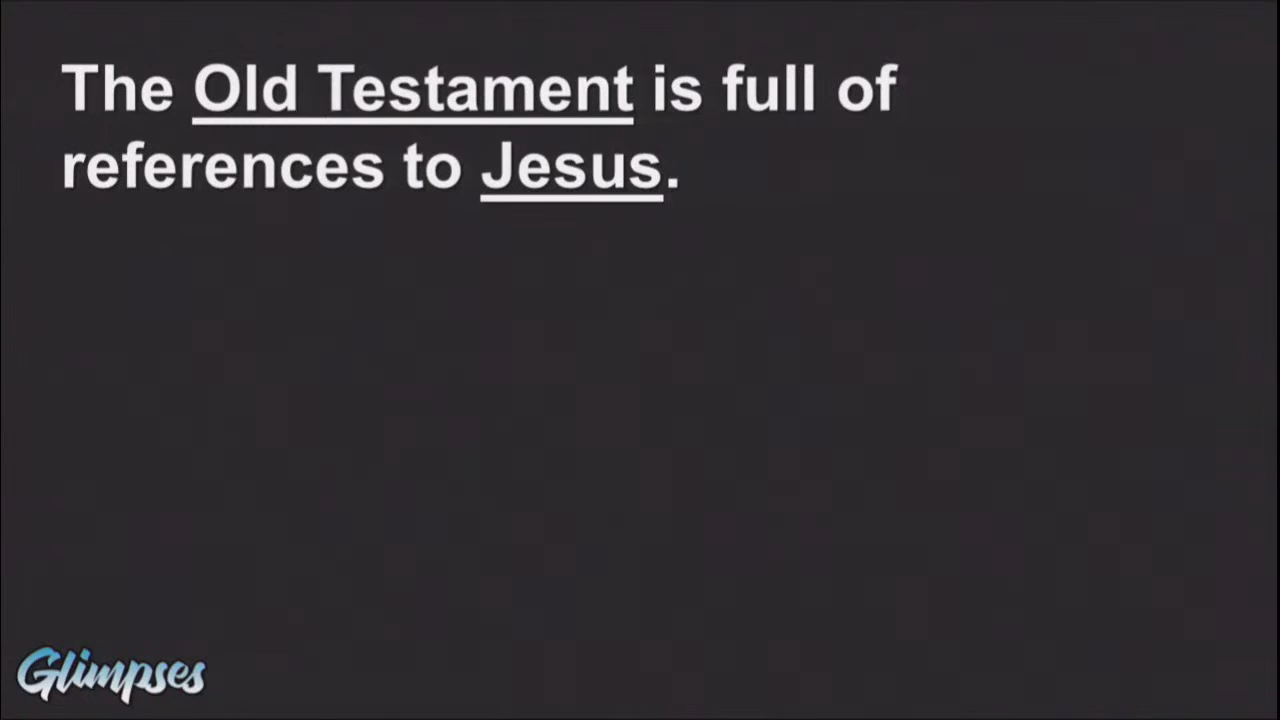 The Old Testament is full of
references to Jesus.
Glimpses